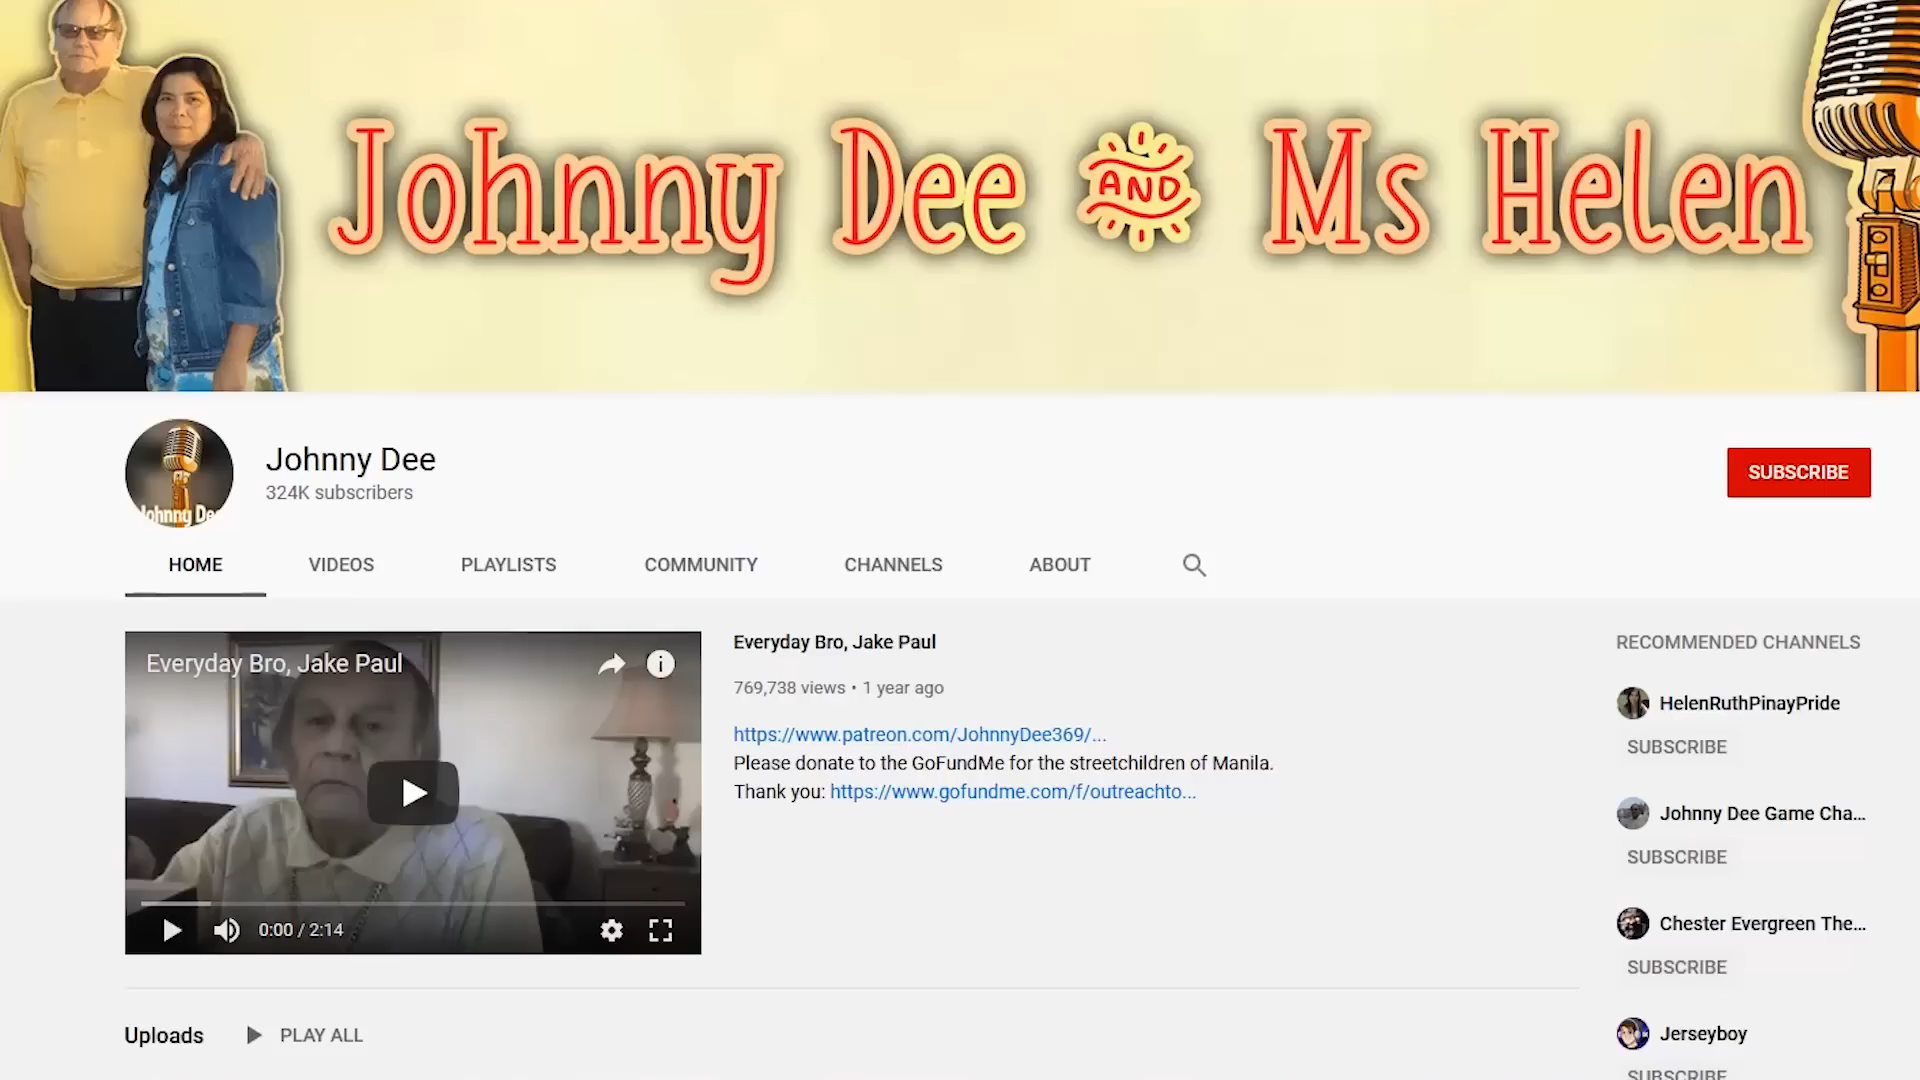 Johnny Dee AND Ms Helen
Johnny Dee
Johnny Dee
324K subscribers
SUBSCRIBE
HOME
VIDEOS
PLAYLISTS
COMMUNITY
CHANNELS
ABOUT
Everyday Bro, Jake Paul
0:00 / 2:14
Everyday Bro, Jake Paul
769,738 views • 1 year ago
https://www.patreon.com/JohnnyDee369/...
Please donate to the GoFundMe for the streetchildren of Manila.
Thank you: https://www.gofundme.com/f/outreachto...
RECOMMENDED CHANNELS
HelenRuthPinayPride
SUBSCRIBE
Johnny Dee Game Cha...
SUBSCRIBE
Chester Evergreen The...
SUBSCRIBE
Jerseyboy
SUBSCRIBE
Uploads
PLAY ALL